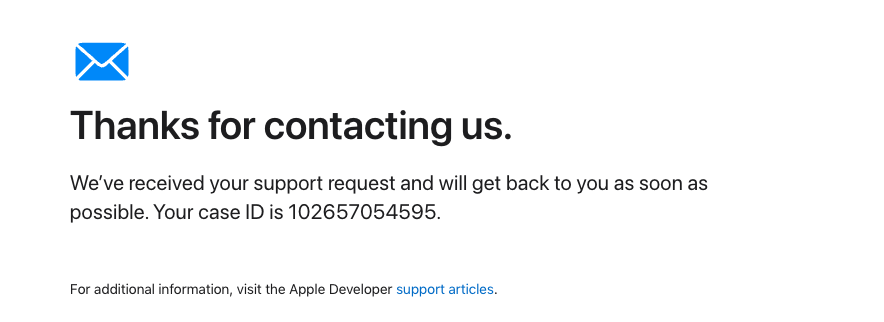 Thanks for contacting us.
We’ve received your support request and will get back to you as soon as
possible. Your case ID is 102657054595.
For additional information, visit the Apple Developer support articles.